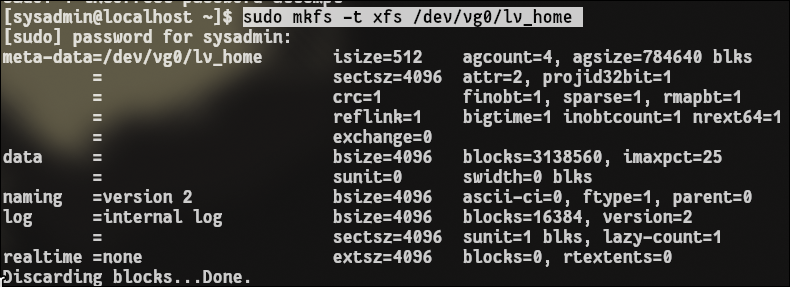 [sysadmin@localhost ~]$ sudo mkfs -t xfs /dev/vg0/lv_home
[sudo] password for sysadmin:
meta-data=/dev/vg0/lv_home isize=512 agcount=4, agsize=784640 blks
= sectsz=4096 attr=2, projid32bit=1
= crc=1 finobt=1, sparse=1, rmapbt=1
= reflink=1 bigtime=1 inobtcount=1 nrext64=1
= exchange=0
data = bsize=4096 blocks=3138560, imaxpct=25
= sunit=0 swidth=0 blks
naming =version 2 bsize=4096 ascii-ci=0, ftype=1, parent=0
log =internal log bsize=4096 blocks=16384, version=2
= sectsz=4096 sunit=1 blks, lazy-count=1
realtime =none extsz=4096 blocks=0, rtextents=0
Discarding blocks...Done.